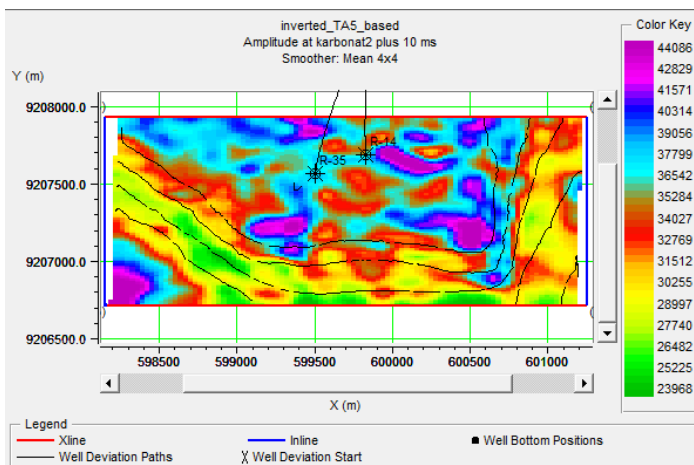 inverted_TA5_based
Amplitude at karbonat2 plus 10 ms
Smoother: Mean 4x4
Color Key
Y (m)
44086
42829
41571
40314
39056
37799
36542
35284
34027
32769
31512
30255
28997
27740
26482
25225
23968
9208000.0
9207500.0
9207000.0
9206500.0
R-14
R-35
598500 599000 599500 600000 600500 601000
X (m)
Legend
Xline Inline Well Bottom Positions
Well Deviation Paths Well Deviation Start